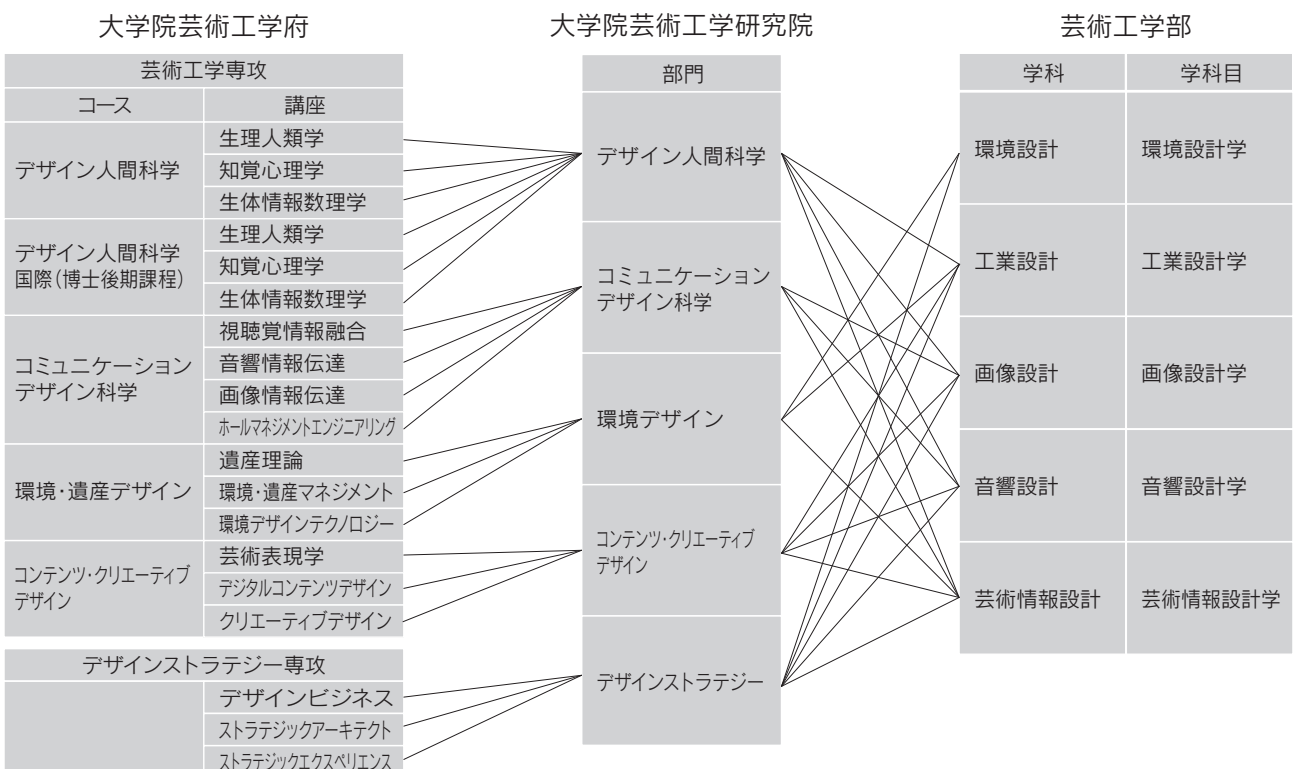 大学院芸術工学府
芸術工学専攻
コース
講座
デザイン人間科学
生理人類学
知覚心理学
生体情報数理学
デザイン人間科学
国際(博士後期課程)
生理人類学
知覚心理学
生体情報数理学
コミュニケーション
デザイン科学
視聴覚情報融合
音響情報伝達
画像情報伝達
ホールマネジメントエンジニアリング
環境・遺産デザイン
遺産理論
環境・遺産マネジメント
環境デザインテクノロジー
コンテンツ・クリエーティブ
デザイン
芸術表現学
デジタルコンテンツデザイン
クリエーティブデザイン
デザインストラテジー専攻
デザインビジネス
ストラテジックアーキテクト
ストラテジックエクスペリエンス
大学院芸術工学研究院
部門
デザイン人間科学
コミュニケーション
デザイン科学
環境デザイン
コンテンツ・クリエーティブ
デザイン
デザインストラテジー
芸術工学部
学科
学科目
環境設計
環境設計学
工業設計
工業設計学
画像設計
画像設計学
音響設計
音響設計学
芸術情報設計
芸術情報設計学